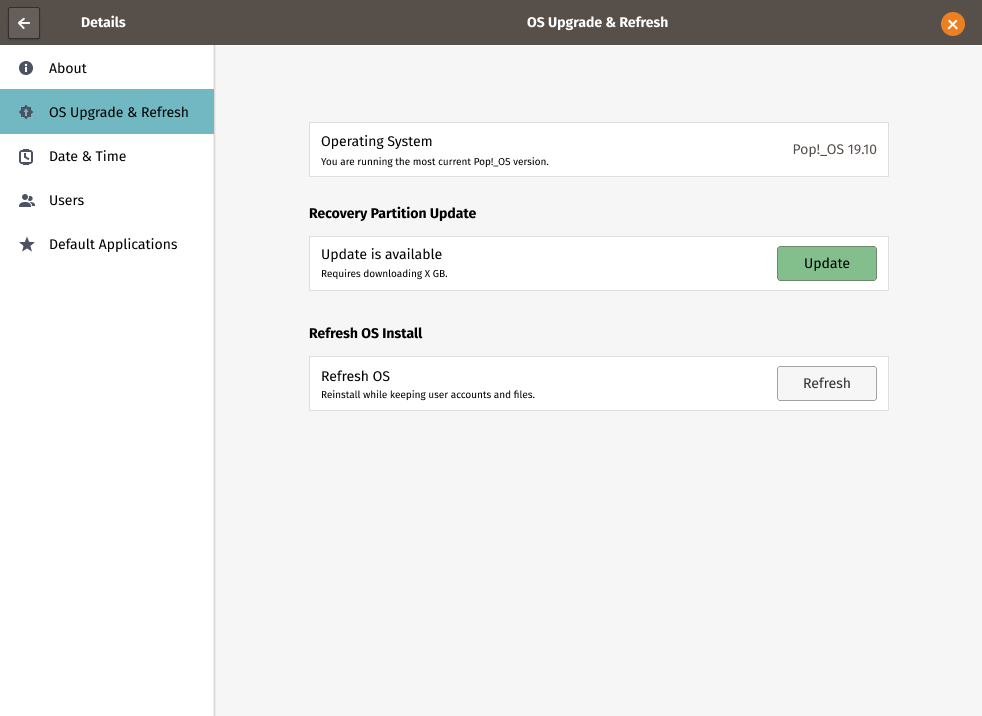 Details
OS Upgrade & Refresh
About
OS Upgrade & Refresh
Date & Time
Users
Default Applications
Operating System
You are running the most current Pop!_OS version.
Pop!_OS 19.10
Recovery Partition Update
Update is available
Requires downloading X GB.
Update
Refresh OS Install
Refresh OS
Reinstall while keeping user accounts and files.
Refresh